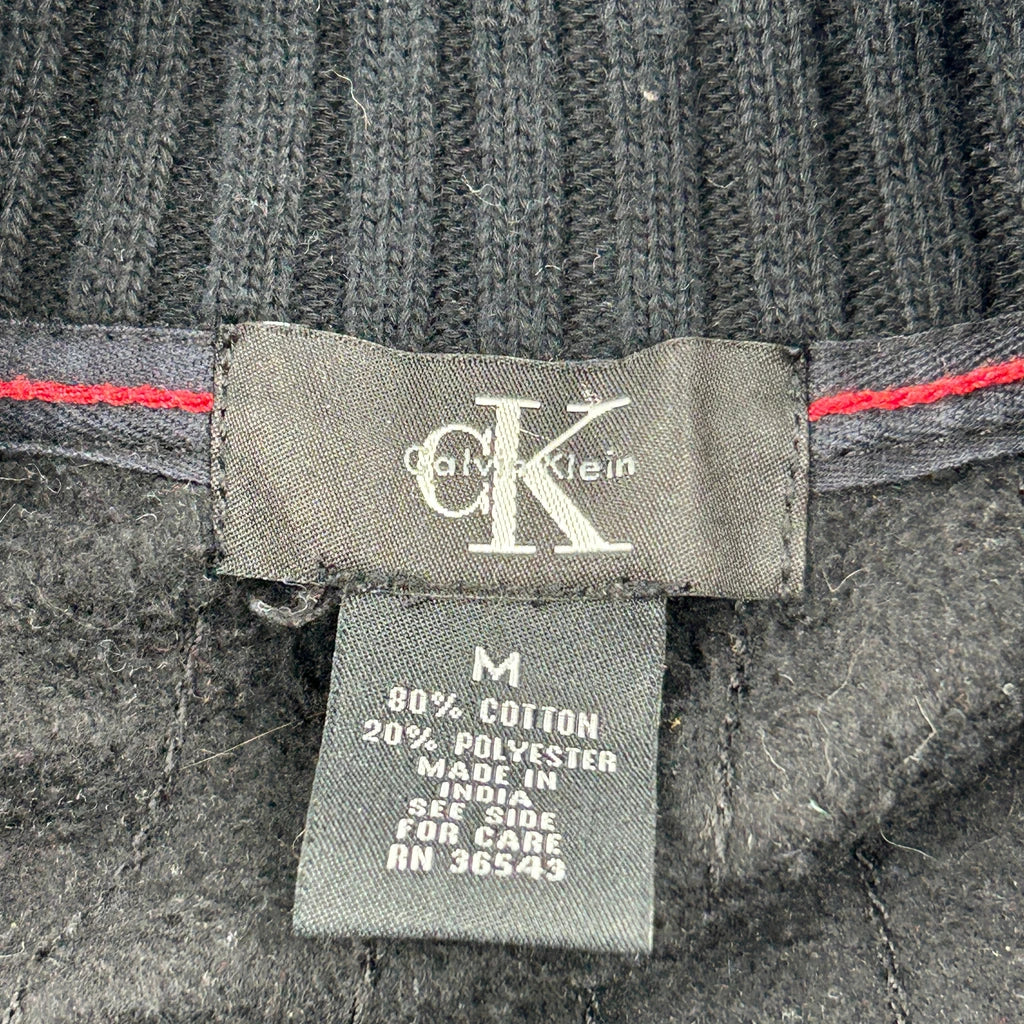 CK
Calvin Klein
M
80% COTTON
20% POLYESTER
MADE IN
INDIA
SEE SIDE
FOR CARE
RN 36543